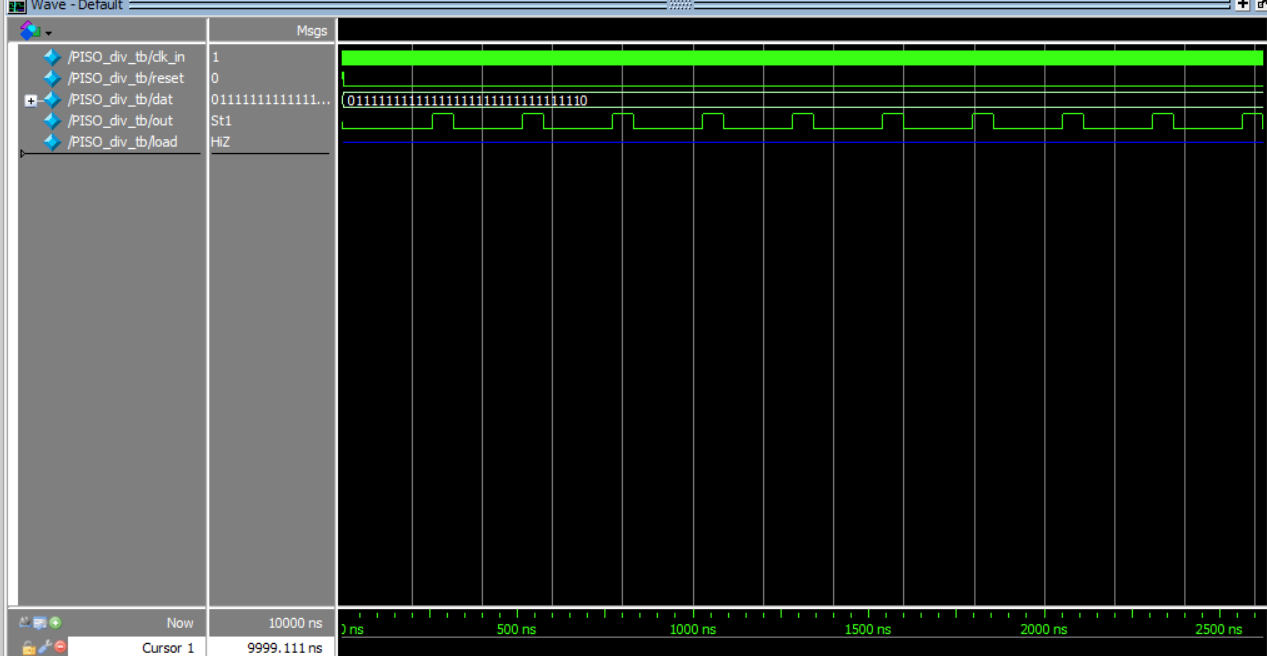 Wave - Default
Msgs
/PISO_div_tb/clk_in 1
/PISO_div_tb/reset 0
/PISO_div_tb/dat 01111111111111... 01111111111111111111111111111110
/PISO_div_tb/out St1
/PISO_div_tb/load HiZ
Now 10000 ns 0 ns 500 ns 1000 ns 1500 ns 2000 ns 2500 ns
Cursor 1 9999.111 ns